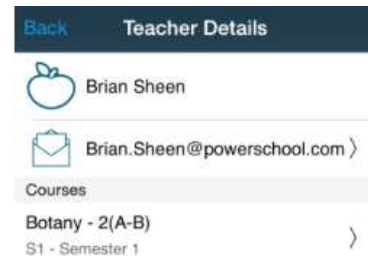 Back Teacher Details
Brian Sheen
Brian.Sheen@powerschool.com
Courses
Botany - 2(A-B)
S1 - Semester 1